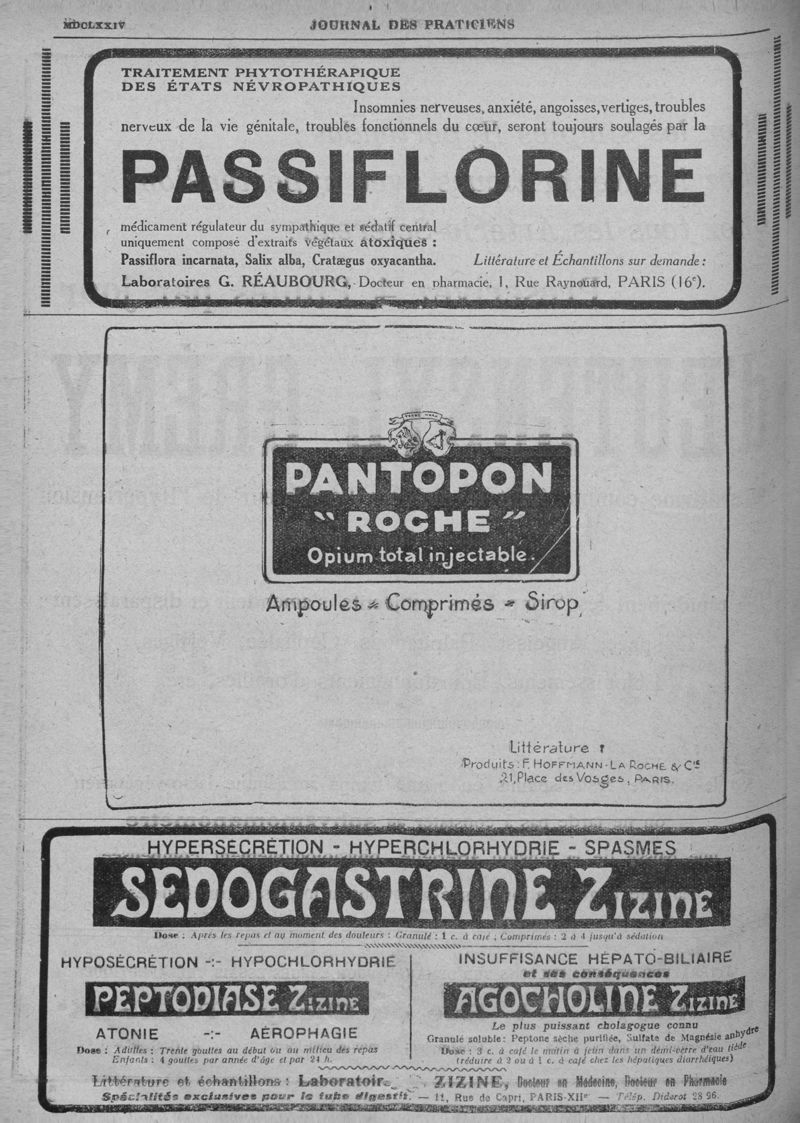 MDCLXXIV
JOURNAL DES PRATICIENS
TRAITEMENT PHYTOTHÉRAPIQUE
DES ÉTATS NÉVROPATHIQUES
Insomnies nerveuses, anxiété, angoisses, vertiges, troubles
nerveux de la vie génitale, troubles fonctionnels du cœur, seront toujours soulagés par la
PASSIFLORINE
médicament régulateur du sympathique et sédatif central
uniquement composé d'extraits végétaux atoxiques :
Passiflora incarnata, Salix alba, Cratægus oxyacantha.
Littérature et Échantillons sur demande :
Laboratoires G. RÉAUBOURG, Docteur en pharmacie, 1, Rue Raynouard, PARIS (16e).
PANTOPON
"ROCHE"
Opium total injectable.
Ampoules - Comprimés - Sirop
Littérature :
Produits : F. HOFFMANN-LA ROCHE & Cie
21, Place des Vosges, PARIS.
HYPERSÉCRÉTION - HYPERCHLORHYDRIE - SPASMES
SÉDOGASTRINE ZIZINE
Dose : Après les repas et au moment des douleurs : Granulé : 1 c. à café ; Comprimés : 2 à 4 jusqu'à sédation
HYPOSÉCRÉTION -:- HYPOCHLORHYDRIE
PEPTODIASE ZIZINE
ATONIE -:- AÉROPHAGIE
Dose : Adultes : Trente gouttes au début ou au milieu des repas
Enfants : 4 gouttes par année d'âge et par 24 h.
INSUFFISANCE HÉPATO-BILIAIRE
et ses conséquences
AGOCHOLINE ZIZINE
Le plus puissant cholagogue connu
Granulé soluble : Peptone sèche purifiée, Sulfate de Magnésie anhydre
Dose : 3 c. à café le matin à jeun dans un demi-verre d'eau tiède
(réduire à 2 ou à 1 c. à café chez les hépatiques diarrhéiques)
Littérature et échantillons : Laboratoire ZIZINE, Docteur en Médecine, Docteur en Pharmacie
Spécialités exclusives pour le tube digestif. — 11, Rue de Capri, PARIS-XIIe — Télép. Diderot 28 96.